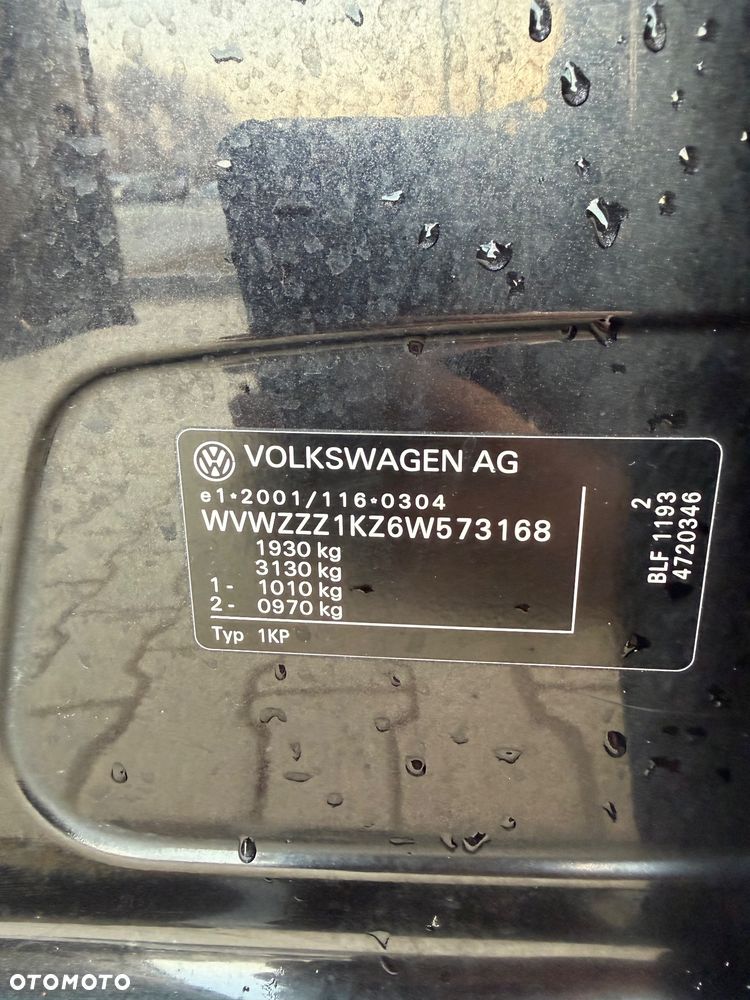 VOLKSWAGEN AG
e1*2001/116*0304
WVWZZZ1KZ6W573168
1930 kg
3130 kg
1- 1010 kg
2- 0970 kg
Typ 1KP
2
BLF 1193
4720346
OTOMOTO